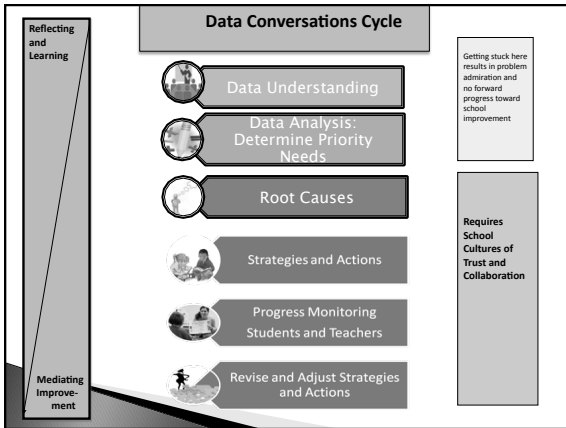 Data Conversations Cycle
Reflecting
and
Learning
Mediating
Improve-
ment
Data Understanding
Data Analysis:
Determine Priority
Needs
Root Causes
Strategies and Actions
Progress Monitoring
Students and Teachers
Revise and Adjust Strategies
and Actions
Getting stuck here
results in problem
admiration and
no forward
progress toward
school
improvement
Requires
School
Cultures of
Trust and
Collaboration